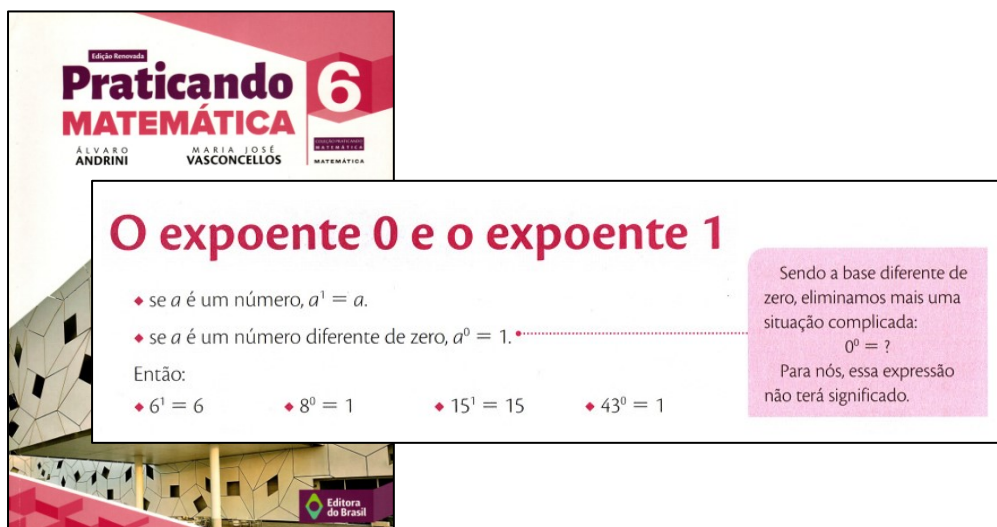 Edição Renovada
Praticando
MATEMÁTICA
6
ÁLVARO
ANDRINI
MARIA JOSÉ
VASCONCELLOS
COLEÇÃO PRATICANDO
MATEMÁTICA
MATEMÁTICA
O expoente 0 e o expoente 1
◆ se a é um número, a¹ = a.
◆ se a é um número diferente de zero, a⁰ = 1.
Então:
◆ 6¹ = 6 ◆ 8⁰ = 1 ◆ 15¹ = 15 ◆ 43⁰ = 1
Sendo a base diferente de
zero, eliminamos mais uma
situação complicada:
0⁰ = ?
Para nós, essa expressão
não terá significado.
Editora
do Brasil